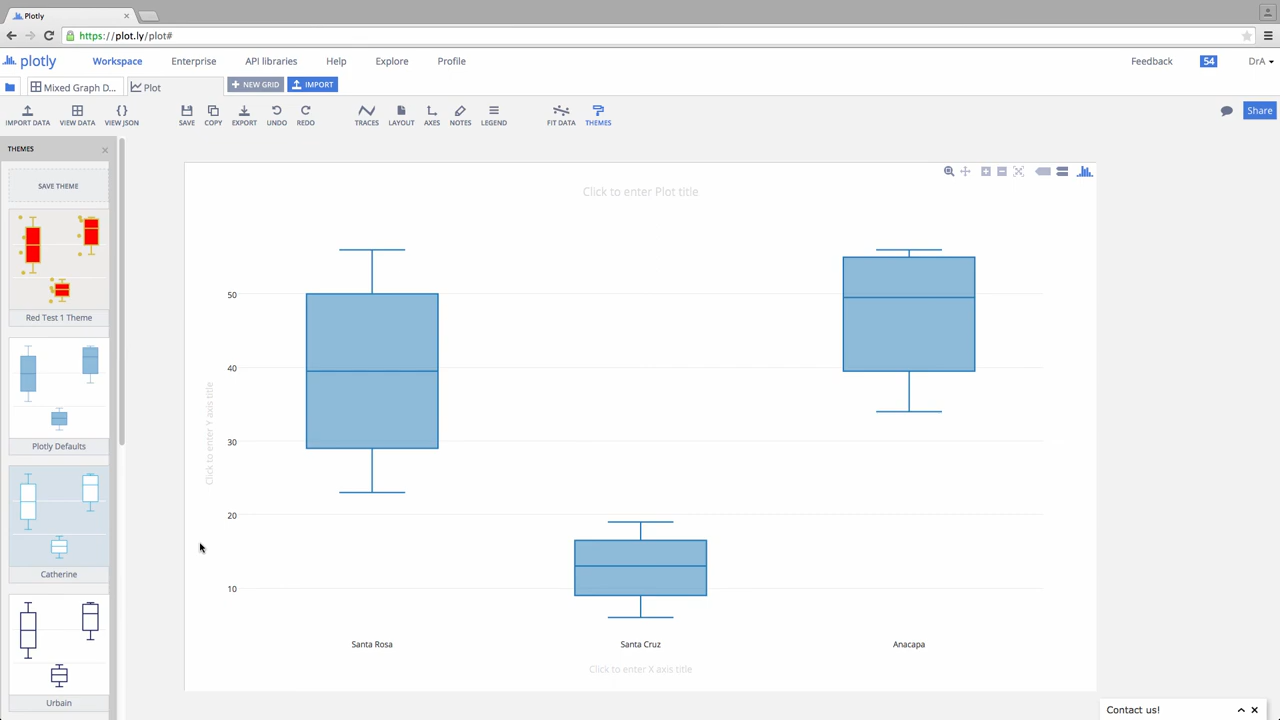 Plotly
https://plot.ly/plot#
plotly Workspace Enterprise API libraries Help Explore Profile Feedback 54 DrA
Mixed Graph D... Plot NEW GRID IMPORT
IMPORT DATA VIEW DATA VIEW JSON SAVE COPY EXPORT UNDO REDO TRACES LAYOUT AXES NOTES LEGEND FIT DATA THEMES Share
THEMES
SAVE THEME
Red Test 1 Theme
Plotly Defaults
Catherine
Urbain
Click to enter Plot title
50
40
30
20
10
Click to enter Y axis title
Santa Rosa Santa Cruz Anacapa
Click to enter X axis title
Contact us!